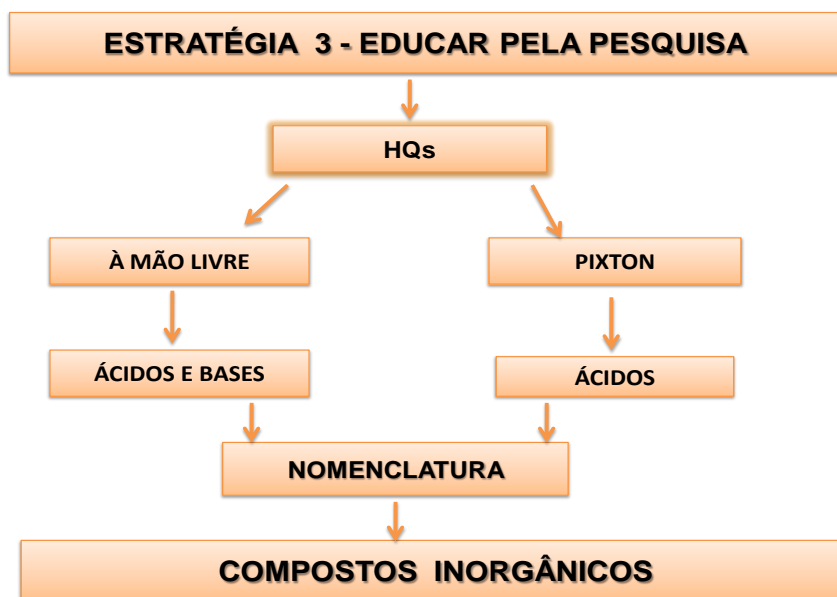 ESTRATÉGIA 3 - EDUCAR PELA PESQUISA
HQs
À MÃO LIVRE
PIXTON
ÁCIDOS E BASES
ÁCIDOS
NOMENCLATURA
COMPOSTOS INORGÂNICOS